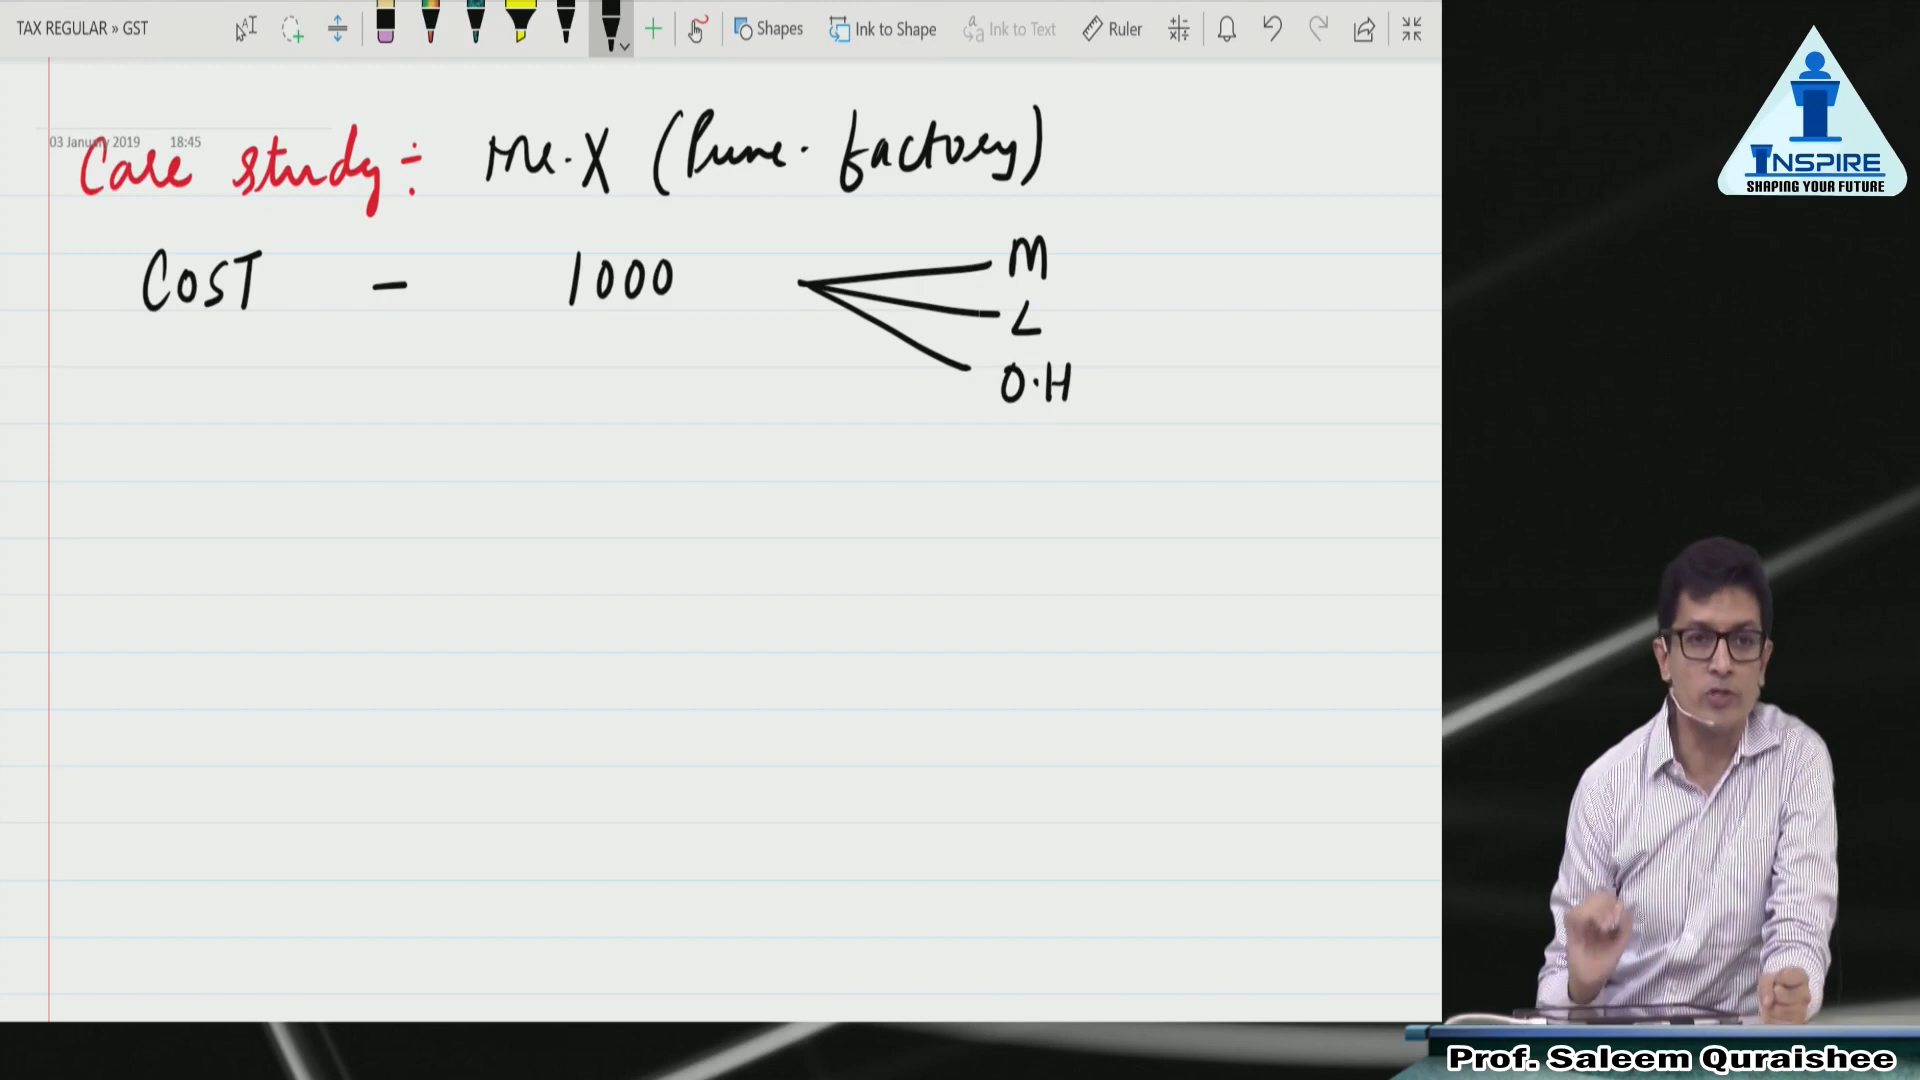 TAX REGULAR » GST
Shapes
Ink to Shape
Ink to Text
Ruler
03 January 2019 18:45
Case study ÷ Mr. X (Pune. factory)
COST - 1000
M
L
O.H
INSPIRE
SHAPING YOUR FUTURE
Prof. Saleem Quraishee